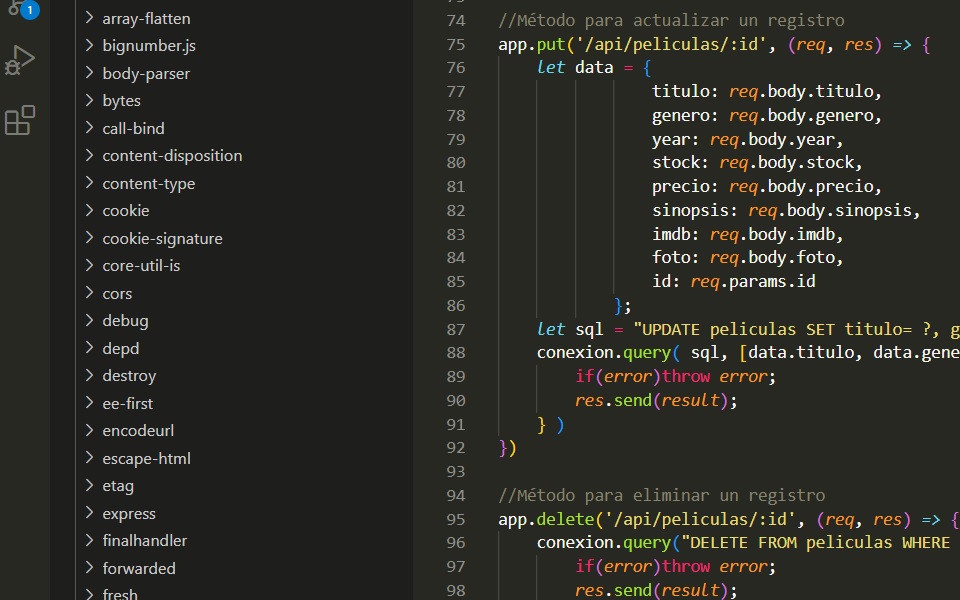 1
array-flatten
bignumber.js
body-parser
bytes
call-bind
content-disposition
content-type
cookie
cookie-signature
core-util-is
cors
debug
depd
destroy
ee-first
encodeurl
escape-html
etag
express
finalhandler
forwarded
fresh
74 //Método para actualizar un registro
75 app.put('/api/peliculas/:id', (req, res) => {
76 let data = {
77 titulo: req.body.titulo,
78 genero: req.body.genero,
79 year: req.body.year,
80 stock: req.body.stock,
81 precio: req.body.precio,
82 sinopsis: req.body.sinopsis,
83 imdb: req.body.imdb,
84 foto: req.body.foto,
85 id: req.params.id
86 };
87 let sql = "UPDATE peliculas SET titulo= ?, g
88 conexion.query( sql, [data.titulo, data.gene
89 if(error)throw error;
90 res.send(result);
91 } )
92 })
93
94 //Método para eliminar un registro
95 app.delete('/api/peliculas/:id', (req, res) => {
96 conexion.query("DELETE FROM peliculas WHERE
97 if(error)throw error;
98 res.send(result);